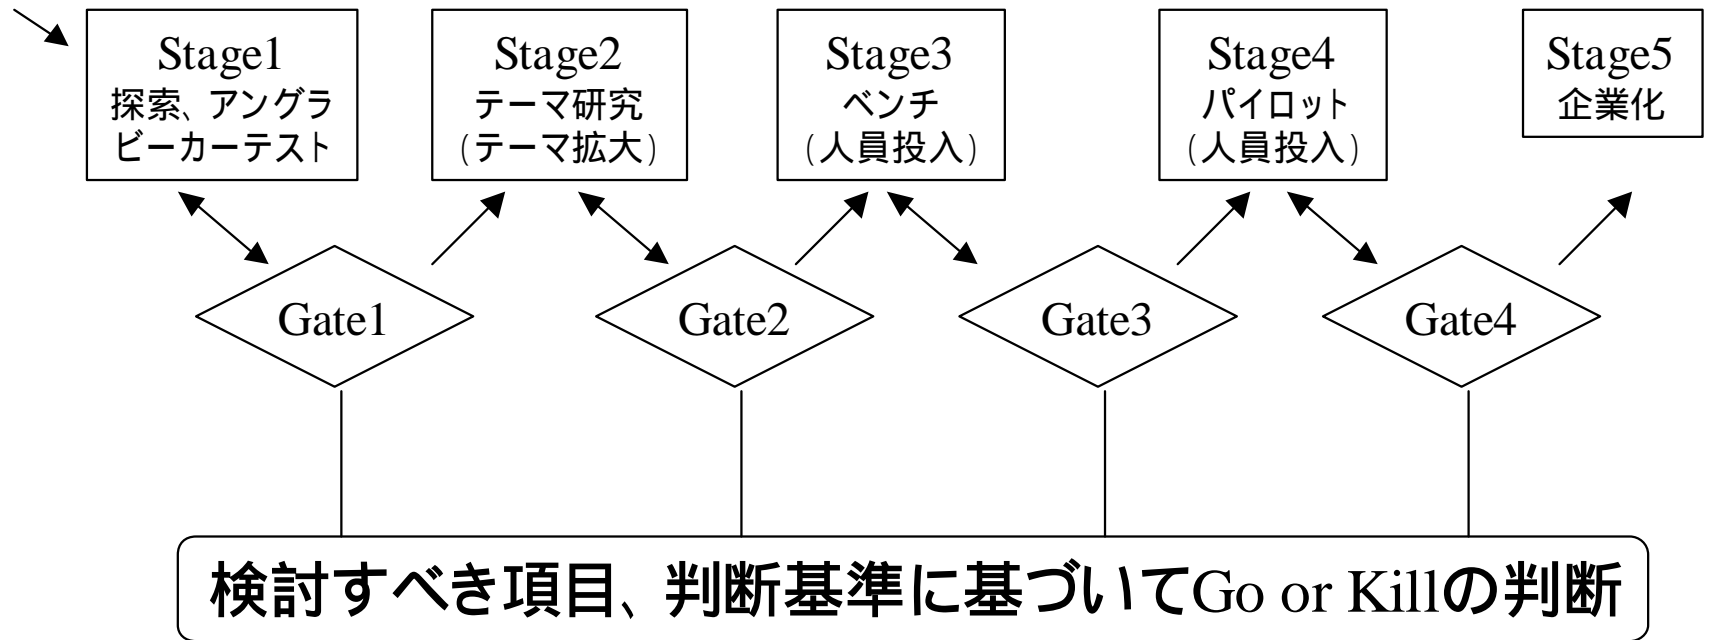 Stage1
探索、アングラ
ビーカーテスト
Stage2
テーマ研究
(テーマ拡大)
Stage3
ベンチ
(人員投入)
Stage4
パイロット
(人員投入)
Stage5
企業化
Gate1
Gate2
Gate3
Gate4
検討すべき項目、判断基準に基づいてGo or Killの判断